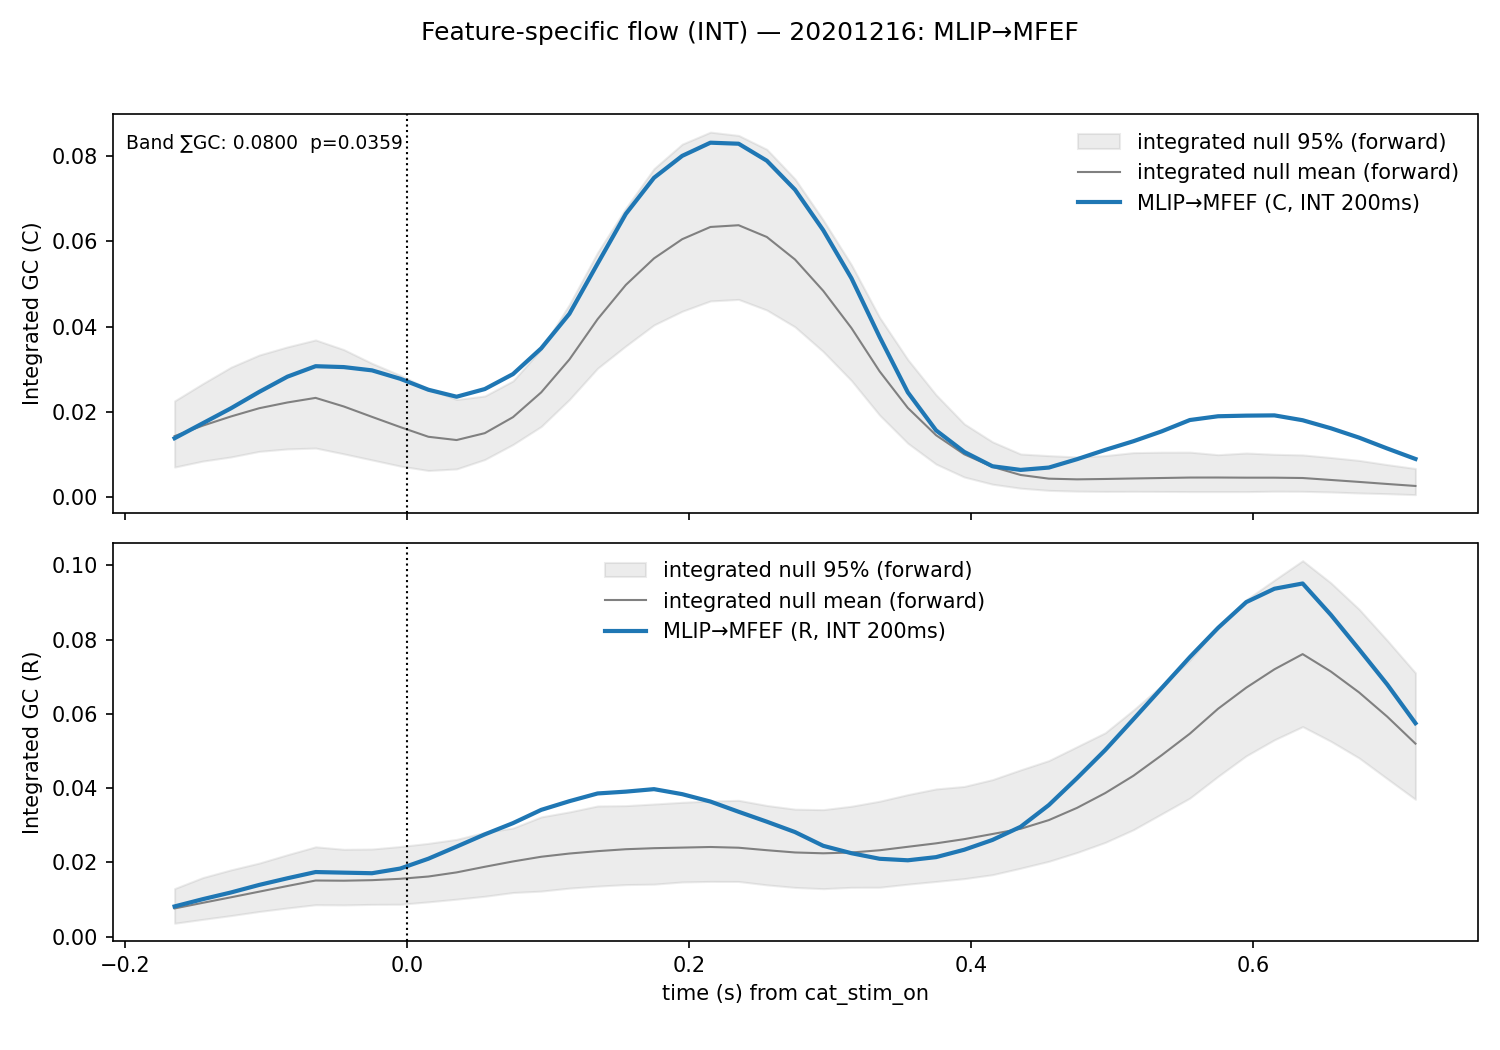 Feature-specific flow (INT) — 20201216: MLIP→MFEF
Band ∑GC: 0.0800  p=0.0359
integrated null 95% (forward)
integrated null mean (forward)
MLIP→MFEF (C, INT 200ms)
Integrated GC (C)
0.08
0.06
0.04
0.02
0.00
integrated null 95% (forward)
integrated null mean (forward)
MLIP→MFEF (R, INT 200ms)
Integrated GC (R)
0.10
0.08
0.06
0.04
0.02
0.00
−0.2 0.0 0.2 0.4 0.6
time (s) from cat_stim_on